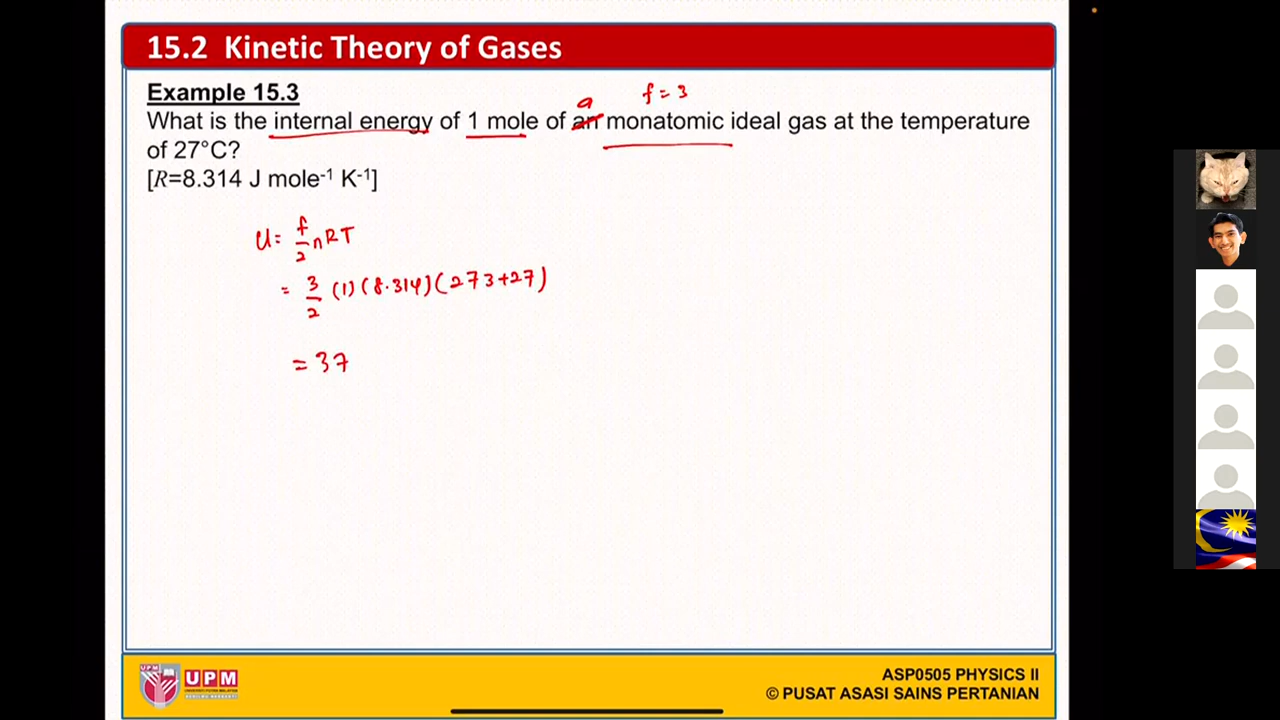 15.2 Kinetic Theory of Gases
Example 15.3
f = 3
a
What is the internal energy of 1 mole of an monatomic ideal gas at the temperature
of 27°C?
[R=8.314 J mole-1 K-1]
U = f/2 nRT
= 3/2 (1) (8.314) (273+27)
= 37
UPM
UPM
ASP0505 PHYSICS II
© PUSAT ASASI SAINS PERTANIAN